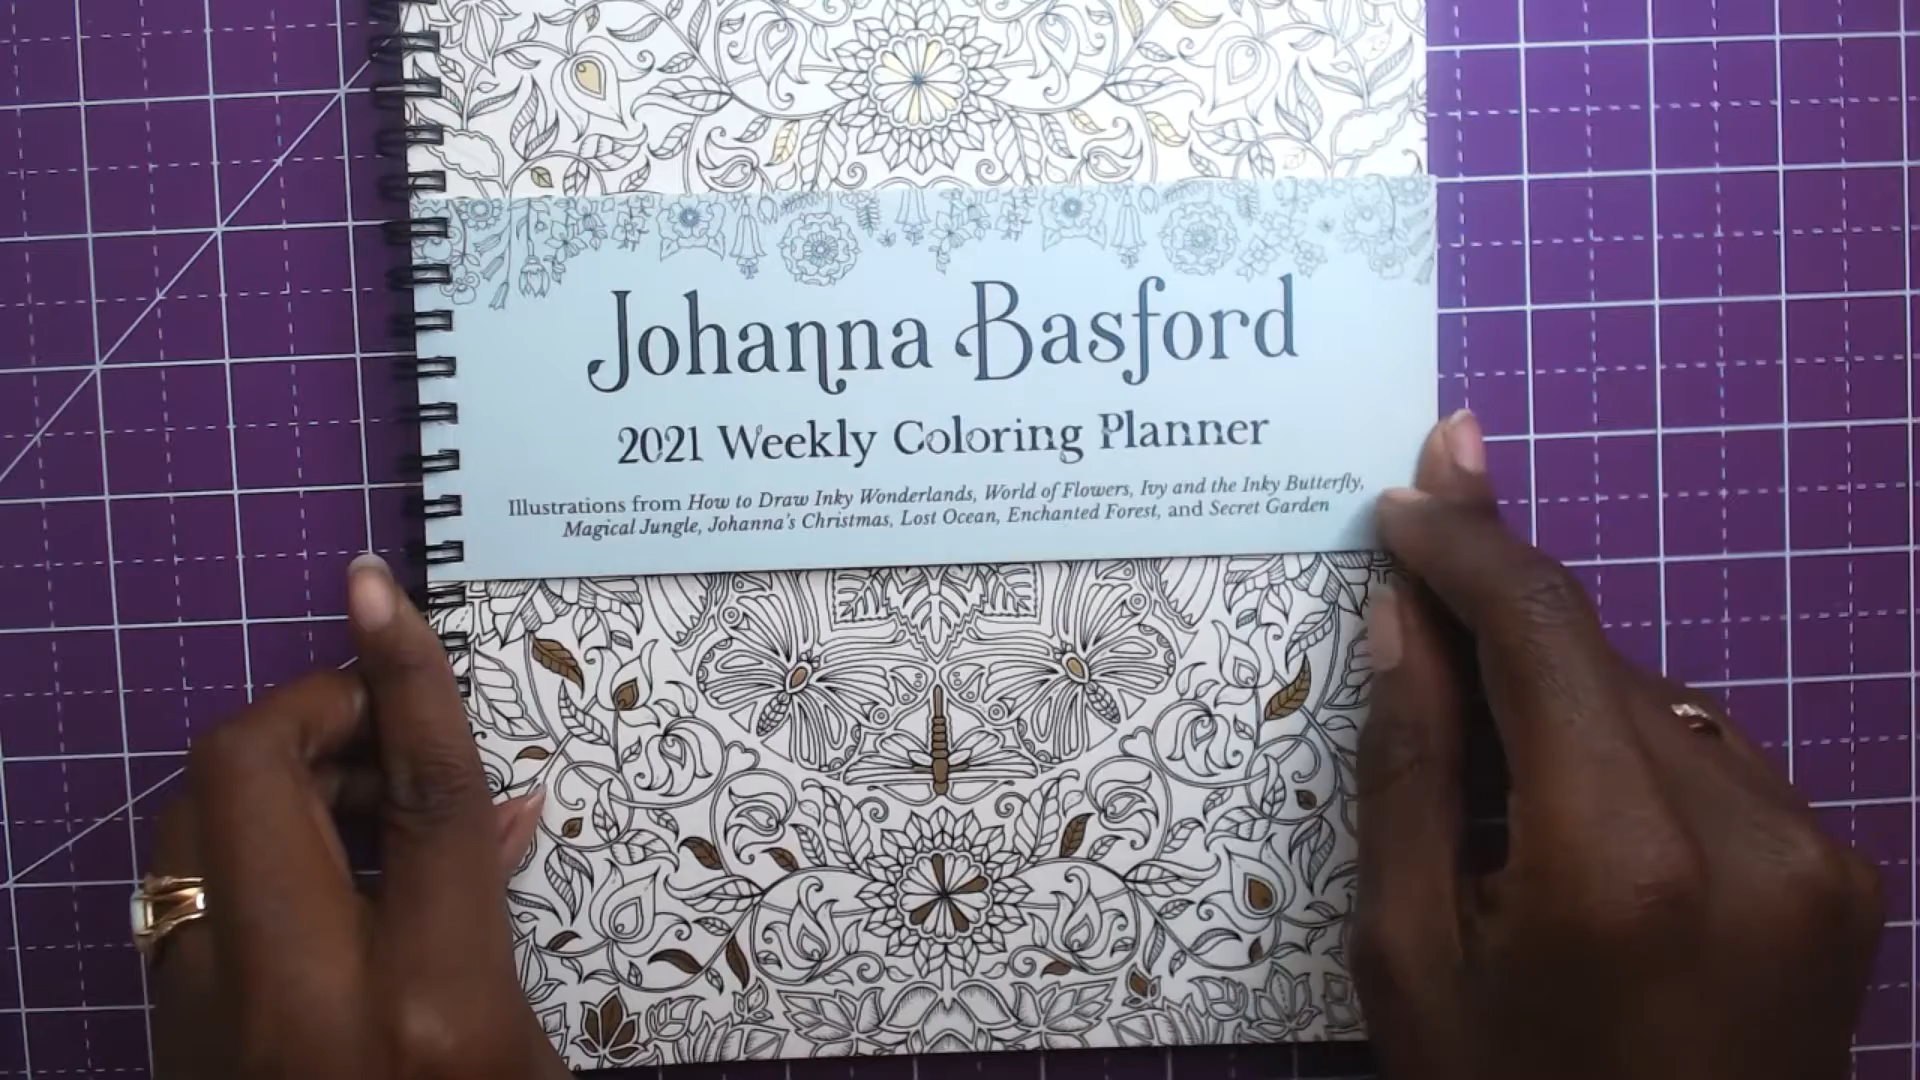 Johanna Basford
2021 Weekly Coloring Planner
Illustrations from How to Draw Inky Wonderlands, World of Flowers, Ivy and the Inky Butterfly,
Magical Jungle, Johanna's Christmas, Lost Ocean, Enchanted Forest, and Secret Garden